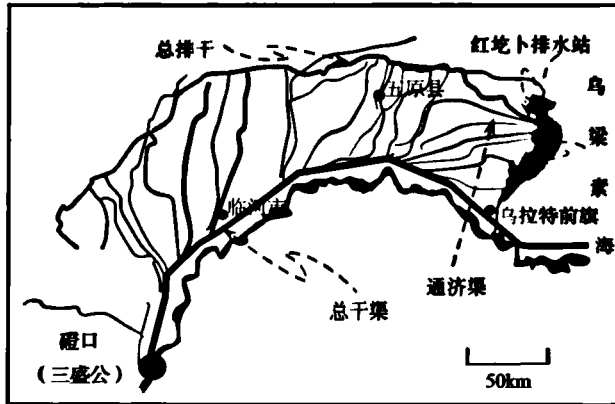 总排干
红圪卜排水站
五原县
乌梁素海
临河市
乌拉特前旗
总干渠
通济渠
磴口
（三盛公）
50km